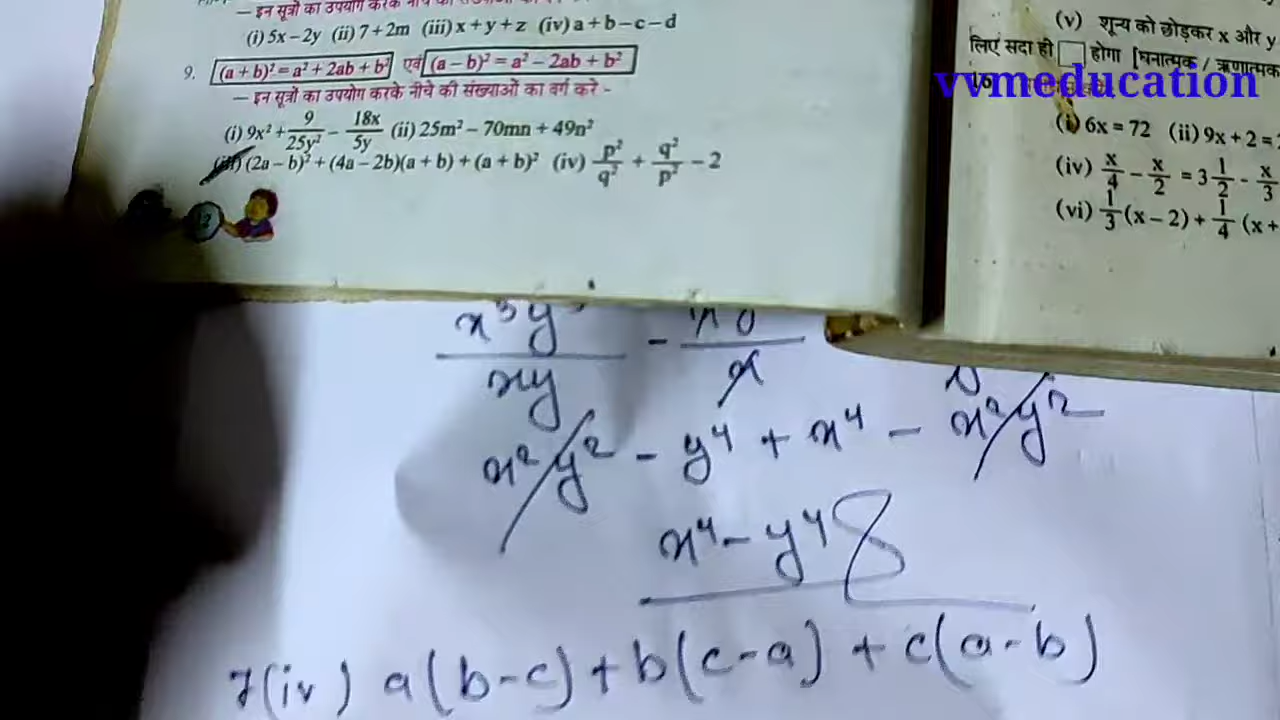 — इन सूत्रों का उपयोग करके नीचे
(i) 5x – 2y (ii) 7 + 2m (iii) x + y + z (iv) a + b – c – d
9. (a + b)² = a² + 2ab + b² एवं (a – b)² = a² – 2ab + b²
— इन सूत्रों का उपयोग करके नीचे की संख्याओं का वर्ग करे -
(i) 9x² + 9/25y² – 18x/5y (ii) 25m² – 70mn + 49n²
(2a – b)² + (4a – 2b)(a + b) + (a + b)² (iv) p²/q² + q²/p² – 2
(v) शून्य को छोड़कर x और y
लिए सदा ही □ होगा [घनात्मक / ऋणात्मक
vvmeducation
10
(i) 6x = 72 (ii) 9x + 2 =
(iv) x/4 – x/2 = 3 1/2 - x/3
(vi) 1/3 (x – 2) + 1/4 (x +
xy
x
x²y² - y⁴ + x⁴ - x²y²
x⁴ - y⁴
7(iv) a(b-c) + b(c-a) + c(a-b)